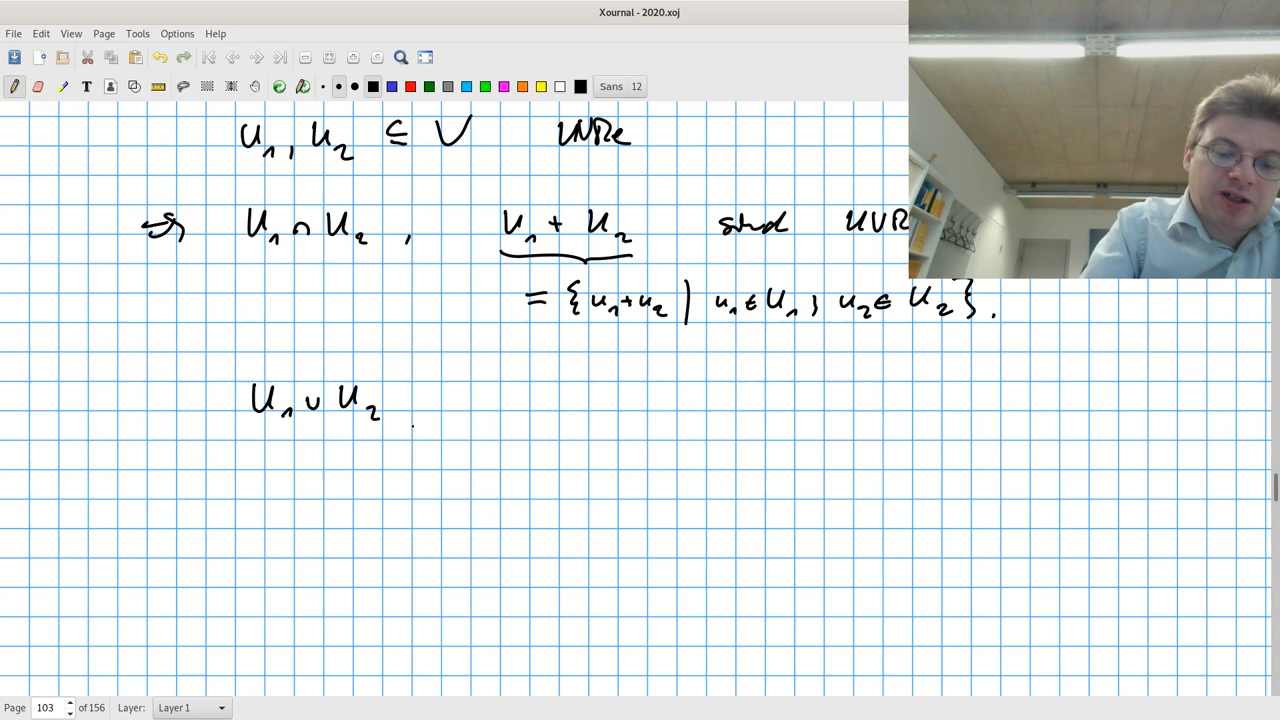 Xournal - 2020.xoj
File Edit View Page Tools Options Help
Sans 12
U₁, U₂ ⊆ V UVRe
⇒ U₁ ∩ U₂ , U₁ + U₂ sind UVR
= {u₁+u₂ | u₁ ∈ U₁, u₂ ∈ U₂}.
U₁ ∪ U₂
Page 103 of 156 Layer: Layer 1